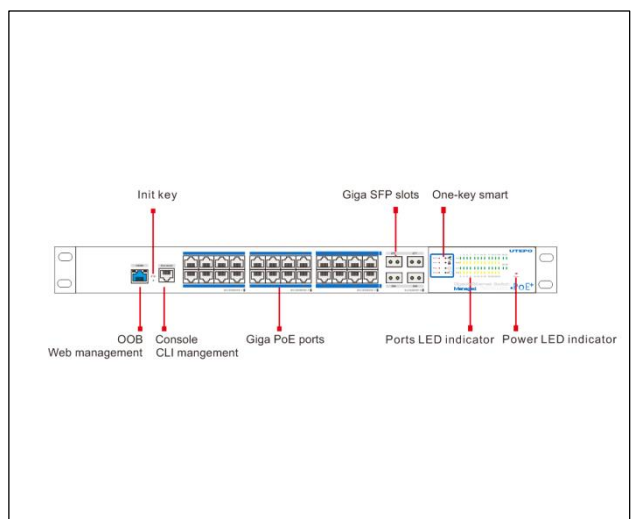 Init key
Giga SFP slots
One-key smart
UTEPO
PoE+
OOB
Web management
Console
CLI mangement
Giga PoE ports
Ports LED indicator
Power LED indicator